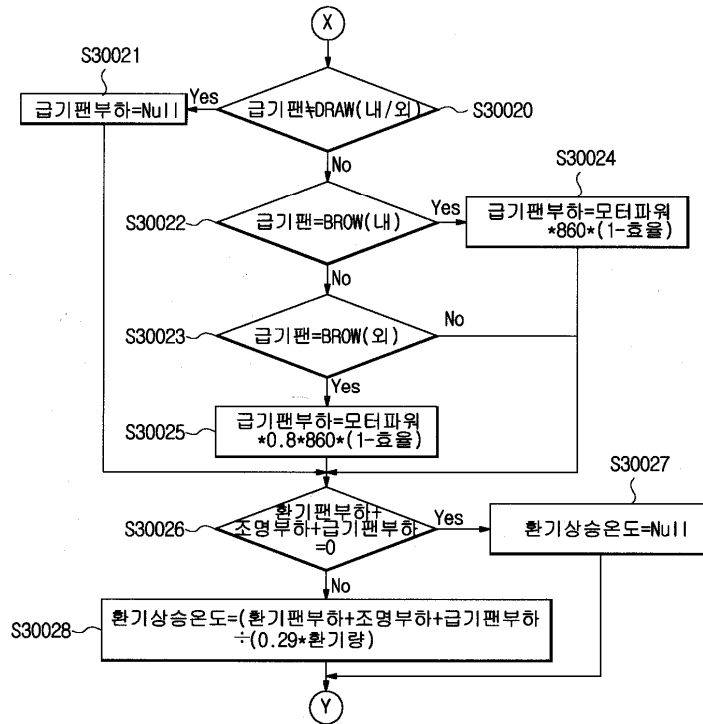 X
S30021
급기팬부하=Null
Yes
급기팬≒DRAW(내/외)
S30020
No
S30024
S30022
급기팬=BROW(내)
Yes
급기팬부하=모터파워
*860*(1-효율)
No
S30023
급기팬=BROW(외)
No
Yes
S30025
급기팬부하=모터파워
*0.8*860*(1-효율)
S30027
S30026
환기팬부하+
조명부하+급기팬부하
=0
Yes
환기상승온도=Null
No
S30028
환기상승온도=(환기팬부하+조명부하+급기팬부하
÷(0.29*환기량)
Y